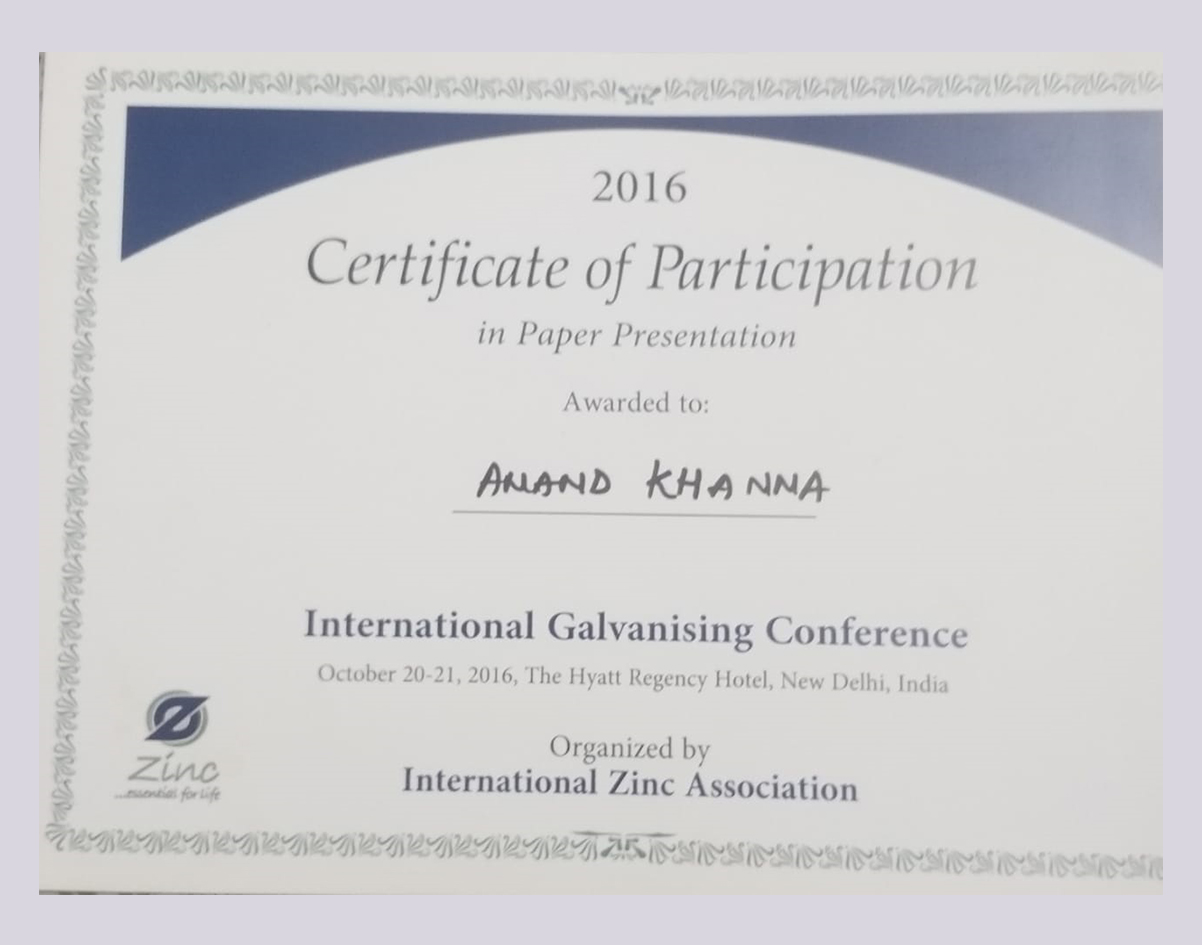 2016
Certificate of Participation
in Paper Presentation
Awarded to:
ANAND KHANNA
International Galvanising Conference
October 20-21, 2016, The Hyatt Regency Hotel, New Delhi, India
Organized by
International Zinc Association
Zinc
...essential for Life